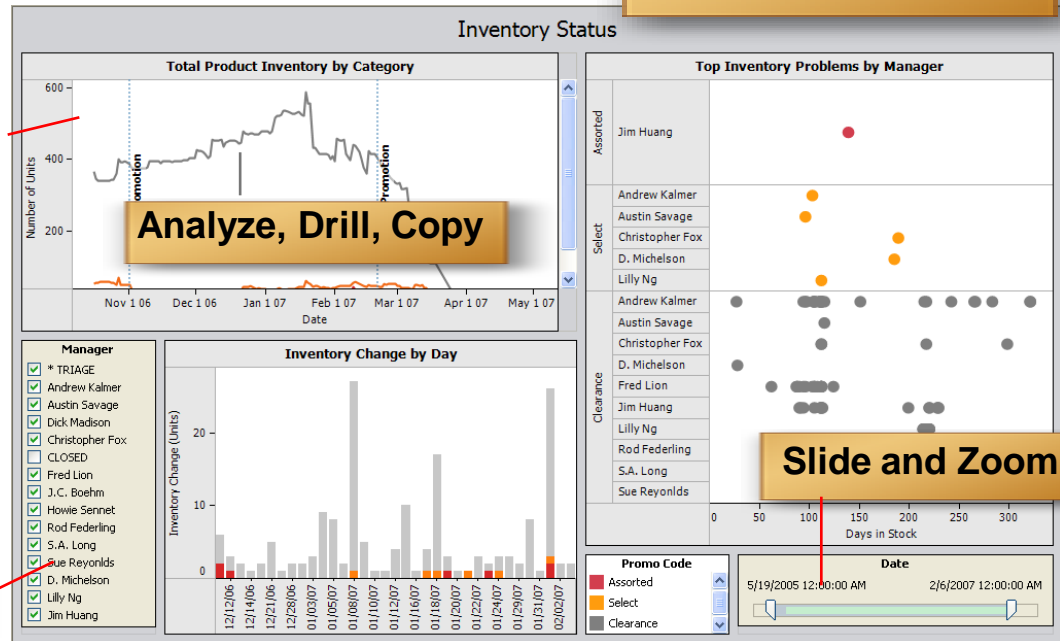 Inventory Status
Total Product Inventory by Category
Number of Units
600
400
200
omotion
Promotion
Nov 1 06 Dec 1 06 Jan 1 07 Feb 1 07 Mar 1 07 Apr 1 07 May 1 07
Date
Analyze, Drill, Copy
Top Inventory Problems by Manager
Assorted
Jim Huang
Select
Andrew Kalmer
Austin Savage
Christopher Fox
D. Michelson
Lilly Ng
Clearance
Andrew Kalmer
Austin Savage
Christopher Fox
D. Michelson
Fred Lion
Jim Huang
Lilly Ng
Rod Federling
S.A. Long
Sue Reyonlds
0 50 100 150 200 250 300
Days in Stock
Slide and Zoom
Manager
* TRIAGE
Andrew Kalmer
Austin Savage
Dick Madison
Christopher Fox
CLOSED
Fred Lion
J.C. Boehm
Howie Sennet
Rod Federling
S.A. Long
Sue Reyonlds
D. Michelson
Lilly Ng
Jim Huang
Inventory Change by Day
Inventory Change (Units)
20
10
0
12/12/06 12/14/06 12/21/06 12/28/06 01/03/07 01/05/07 01/08/07 01/10/07 01/12/07 01/16/07 01/18/07 01/20/07 01/22/07 01/24/07 01/29/07 01/31/07 02/02/07
Promo Code
Assorted
Select
Clearance
Date
5/19/2005 12:00:00 AM 2/6/2007 12:00:00 AM